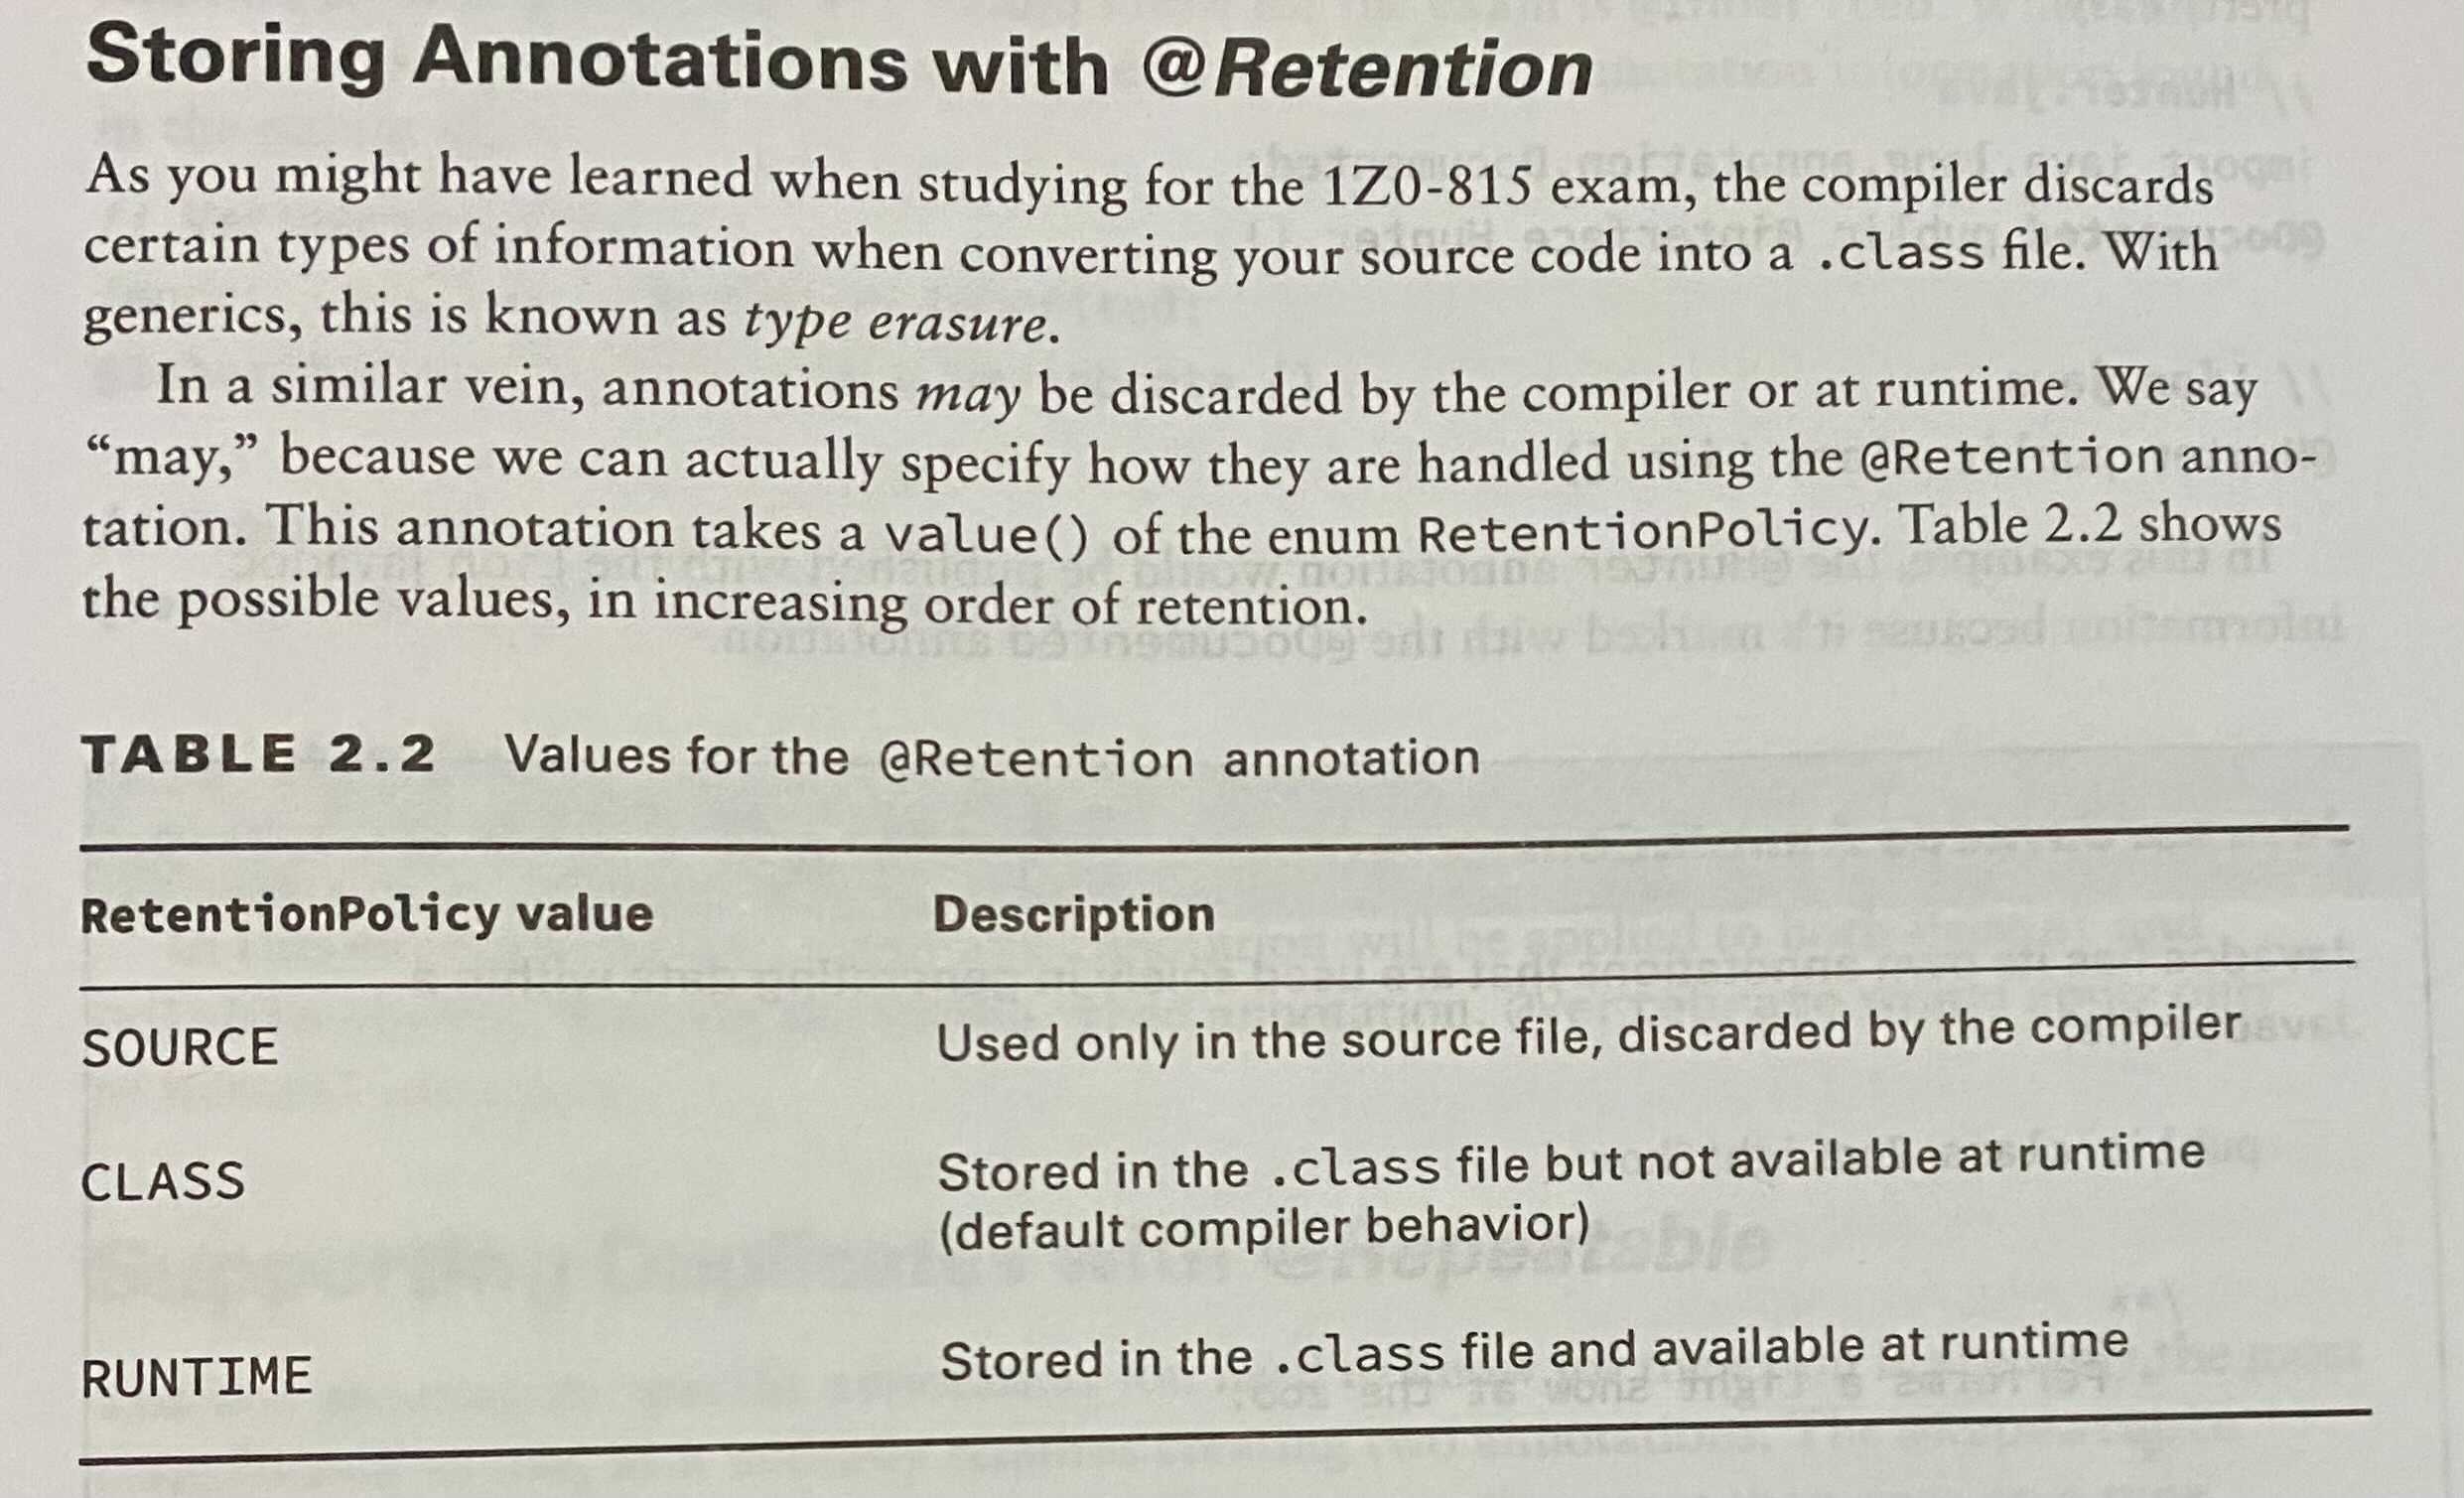 Storing Annotations with @Retention
As you might have learned when studying for the 1Z0-815 exam, the compiler discards
certain types of information when converting your source code into a .class file. With
generics, this is known as type erasure.
In a similar vein, annotations may be discarded by the compiler or at runtime. We say
“may,” because we can actually specify how they are handled using the @Retention anno-
tation. This annotation takes a value() of the enum RetentionPolicy. Table 2.2 shows
the possible values, in increasing order of retention.
TABLE 2.2 Values for the @Retention annotation
RetentionPolicy value Description
SOURCE Used only in the source file, discarded by the compiler
CLASS Stored in the .class file but not available at runtime
(default compiler behavior)
RUNTIME Stored in the .class file and available at runtime